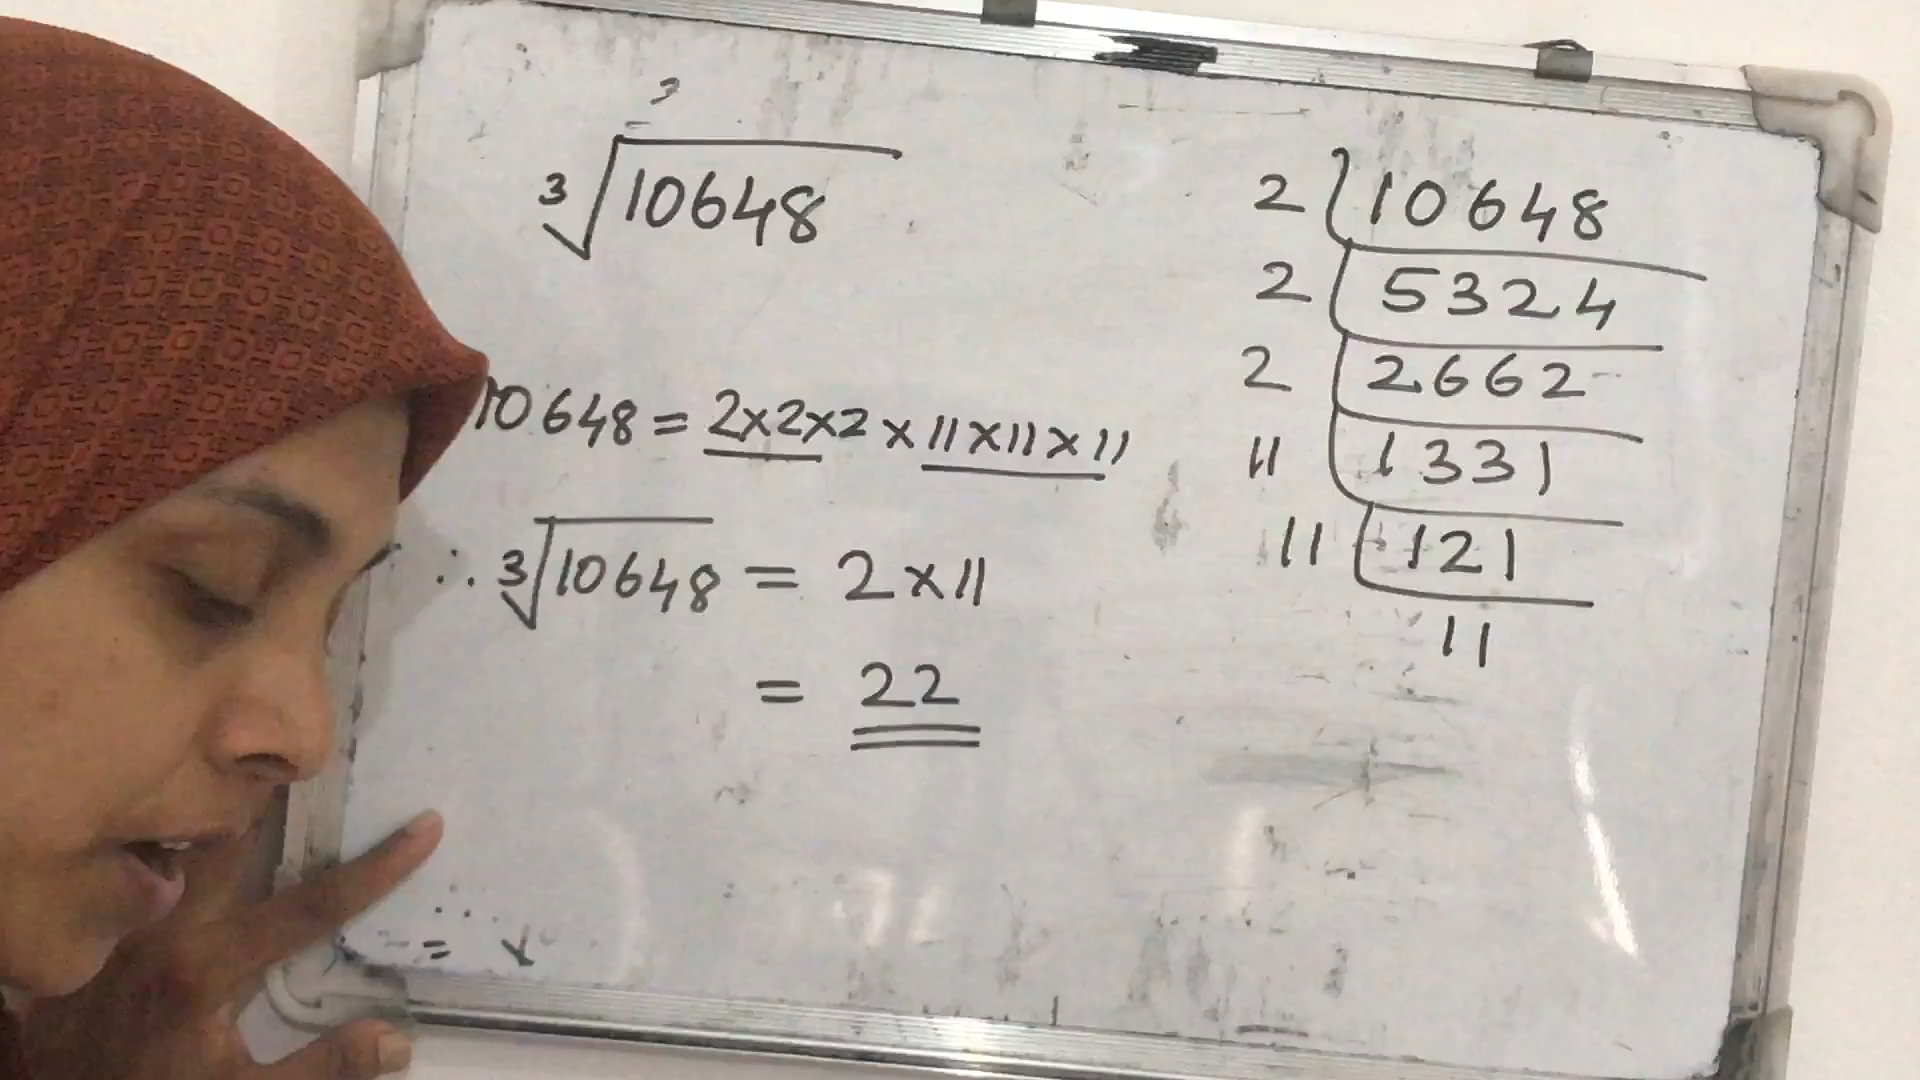 ∛10648
10648 = 2×2×2 × 11×11×11
∴ ∛10648 = 2×11
= 22
2 | 10648
2 | 5324
2 | 2662
11 | 1331
11 | 121
11